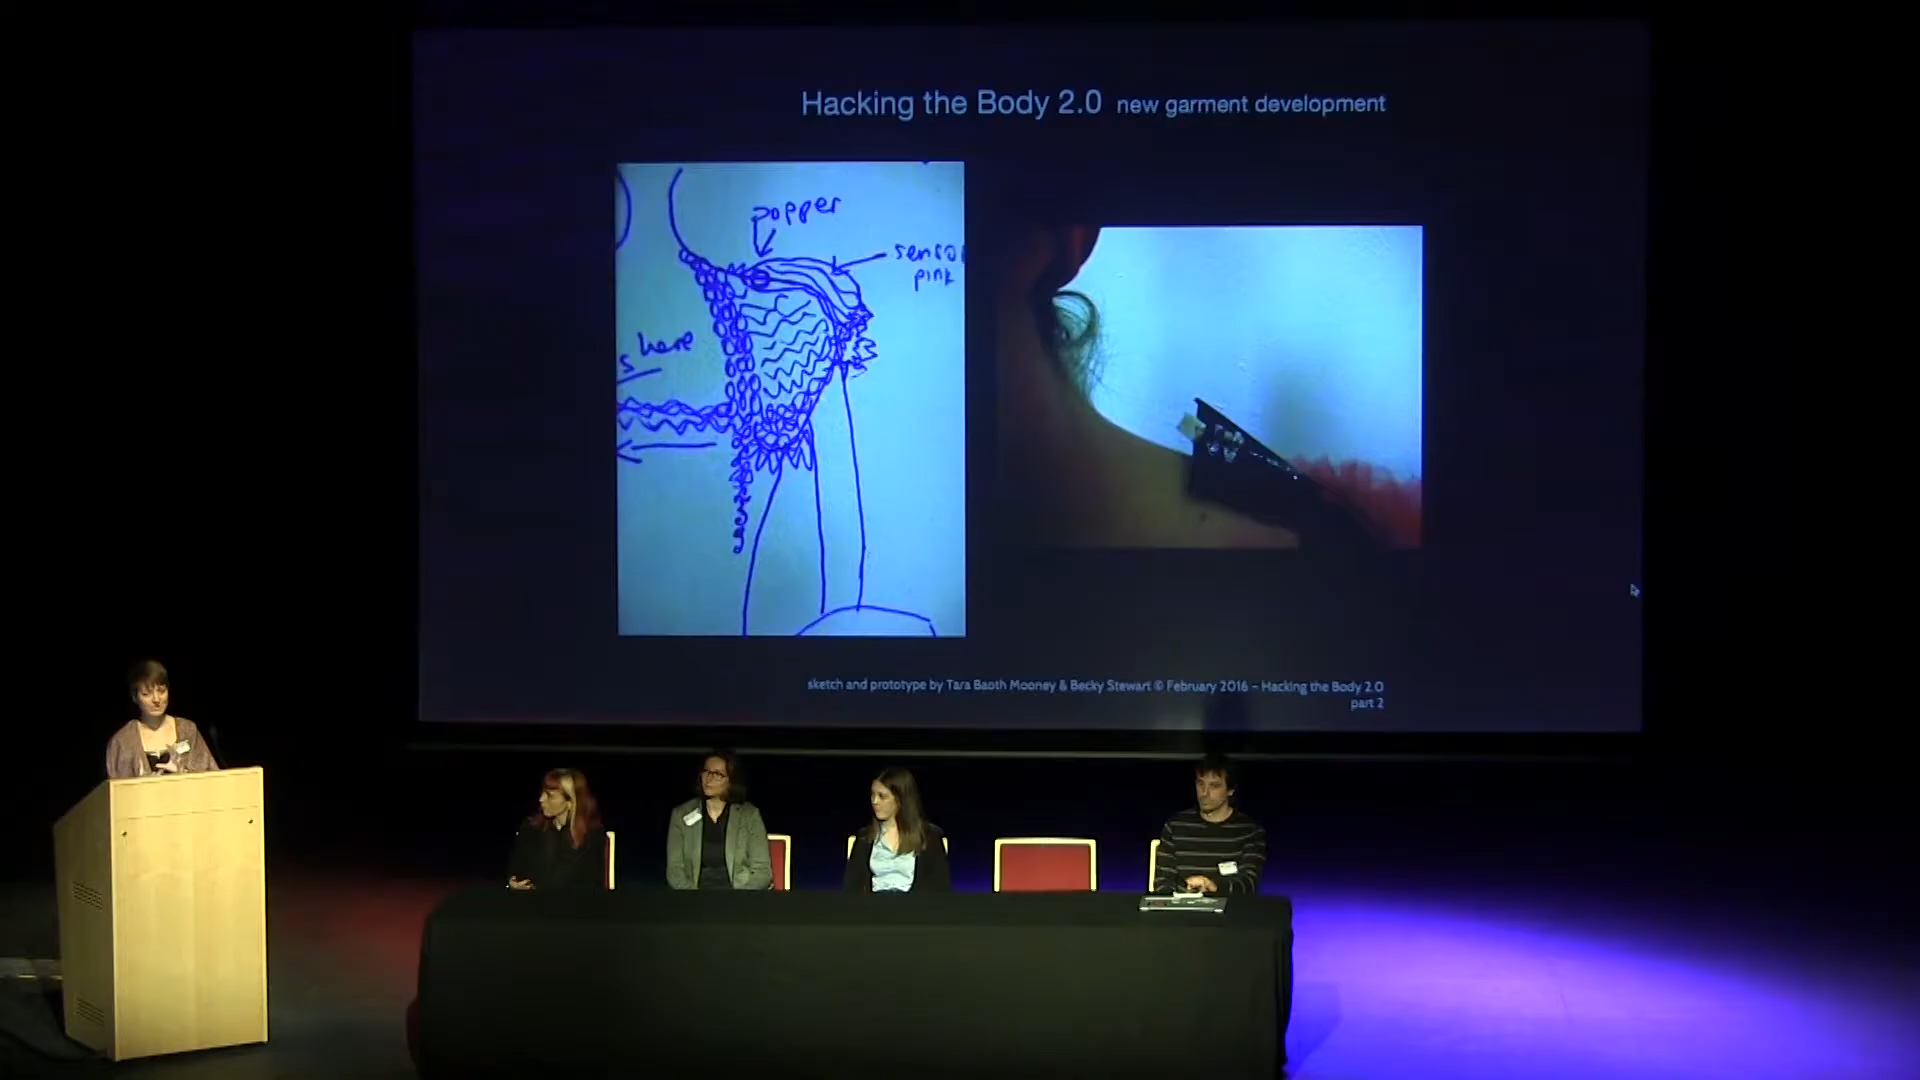 Hacking the Body 2.0 new garment development
popper
sensor
pink
s here
sketch and prototype by Tara Baoth Mooney & Becky Stewart © February 2016 - Hacking the Body 2.0
part 2